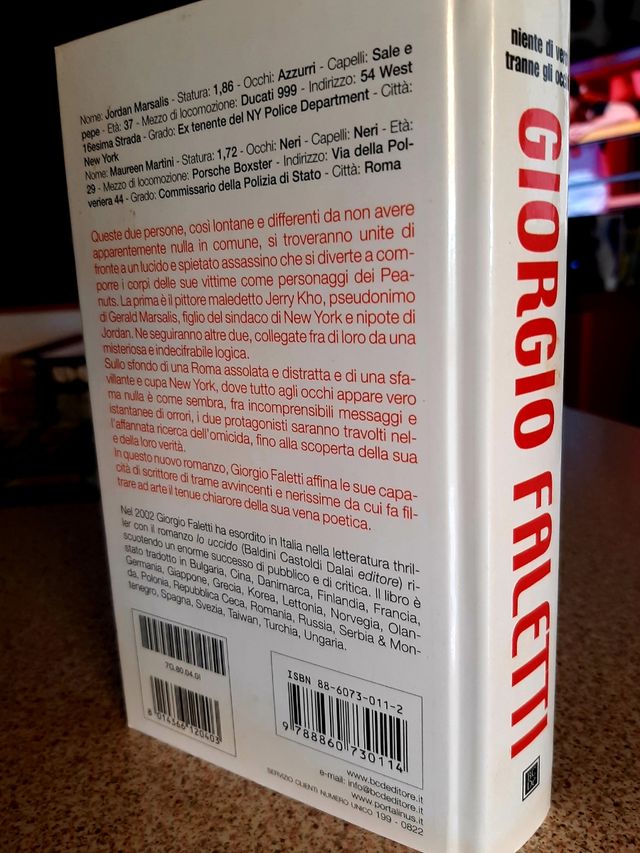 Nome: Jordan Marsalis - Statura: 1,86 - Occhi: Azzurri - Capelli: Sale e
pepe - Età: 37 - Mezzo di locomozione: Ducati 999 - Indirizzo: 54 West
16esima Strada - Grado: Ex tenente del NY Police Department - Città:
New York
Nome: Maureen Martini - Statura: 1,72 - Occhi: Neri - Capelli: Neri - Età:
29 - Mezzo di locomozione: Porsche Boxster - Indirizzo: Via della Pol-
veriera 44 - Grado: Commissario della Polizia di Stato - Città: Roma
Queste due persone, così lontane e differenti da non avere
apparentemente nulla in comune, si troveranno unite di
fronte a un lucido e spietato assassino che si diverte a com-
porre i corpi delle sue vittime come personaggi dei Pea-
nuts. La prima è il pittore maledetto Jerry Kho, pseudonimo
di Gerald Marsalis, figlio del sindaco di New York e nipote di
Jordan. Ne seguiranno altre due, collegate fra di loro da una
misteriosa e indecifrabile logica.
Sullo sfondo di una Roma assolata e distratta e di una sfa-
villante e cupa New York, dove tutto agli occhi appare vero
ma nulla è come sembra, fra incomprensibili messaggi e
istantanee di orrori, i due protagonisti saranno travolti nel-
l'affannata ricerca dell'omicida, fino alla scoperta della sua
e della loro verità.
In questo nuovo romanzo, Giorgio Faletti affina le sue capa-
cità di scrittore di trame avvincenti e nerissime da cui fa fil-
trare ad arte il tenue chiarore della sua vena poetica.
Nel 2002 Giorgio Faletti ha esordito in Italia nella letteratura thril-
ler con il romanzo Io uccido (Baldini Castoldi Dalai editore) ri-
scuotendo un enorme successo di pubblico e di critica. Il libro è
stato tradotto in Bulgaria, Cina, Danimarca, Finlandia, Francia,
Germania, Giappone, Grecia, Korea, Lettonia, Norvegia, Olan-
da, Polonia, Repubblica Ceca, Romania, Russia, Serbia & Mon-
tenegro, Spagna, Svezia, Taiwan, Turchia, Ungaria.
70.80.04.01
8 014366 120403
ISBN 88-6073-011-2
9 788860 730114
www.bcdeditore.it
e-mail: info@bcdeditore.it
www.portalinus.it
SERVIZIO CLIENTI NUMERO UNICO 199 - 0822
niente di vero
tranne gli occhi
GIORGIO FALETTI